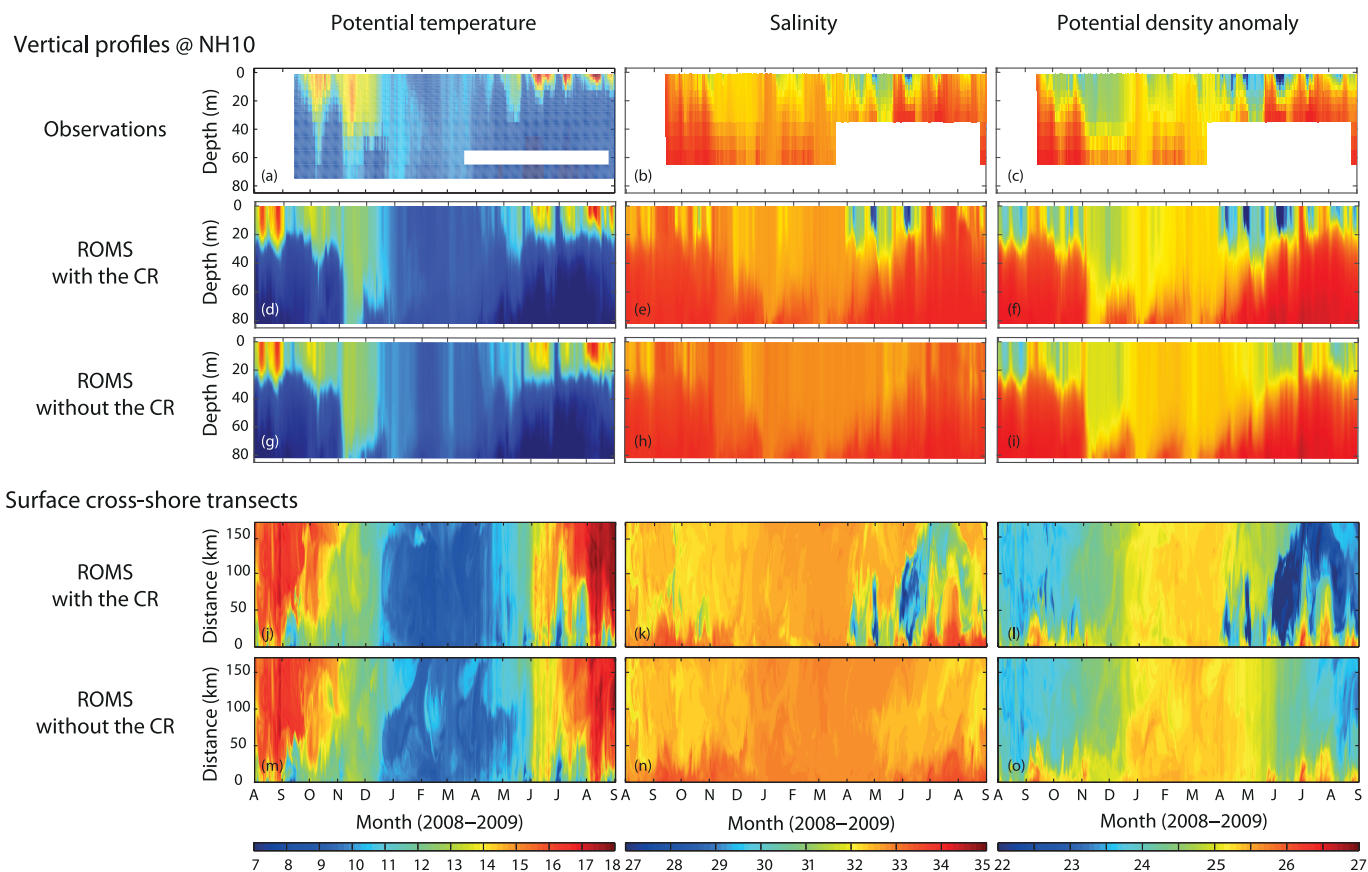 Potential temperature
Salinity
Potential density anomaly
Vertical profiles @ NH10
Observations
Depth (m)
0
20
40
60
80
(a)
(b)
(c)
ROMS
with the CR
Depth (m)
0
20
40
60
80
(d)
(e)
(f)
ROMS
without the CR
Depth (m)
0
20
40
60
80
(g)
(h)
(i)
Surface cross-shore transects
ROMS
with the CR
Distance (km)
150
100
50
0
(j)
(k)
(l)
ROMS
without the CR
Distance (km)
150
100
50
0
(m)
(n)
(o)
A S O N D J F M A M J J A S
A S O N D J F M A M J J A S
A S O N D J F M A M J J A S
Month (2008–2009)
Month (2008–2009)
Month (2008–2009)
7 8 9 10 11 12 13 14 15 16 17 18
27 28 29 30 31 32 33 34 35
22 23 24 25 26 27